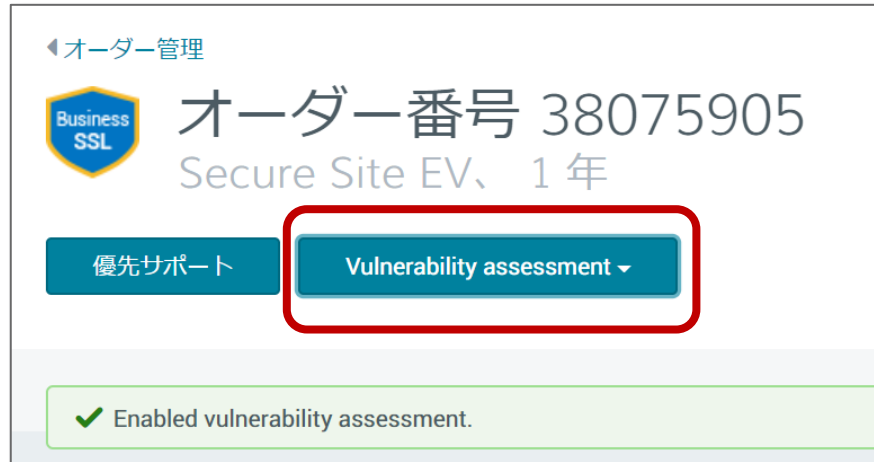 オーダー管理
Business
SSL
オーダー番号 38075905
Secure Site EV、 1 年
優先サポート
Vulnerability assessment
Enabled vulnerability assessment.